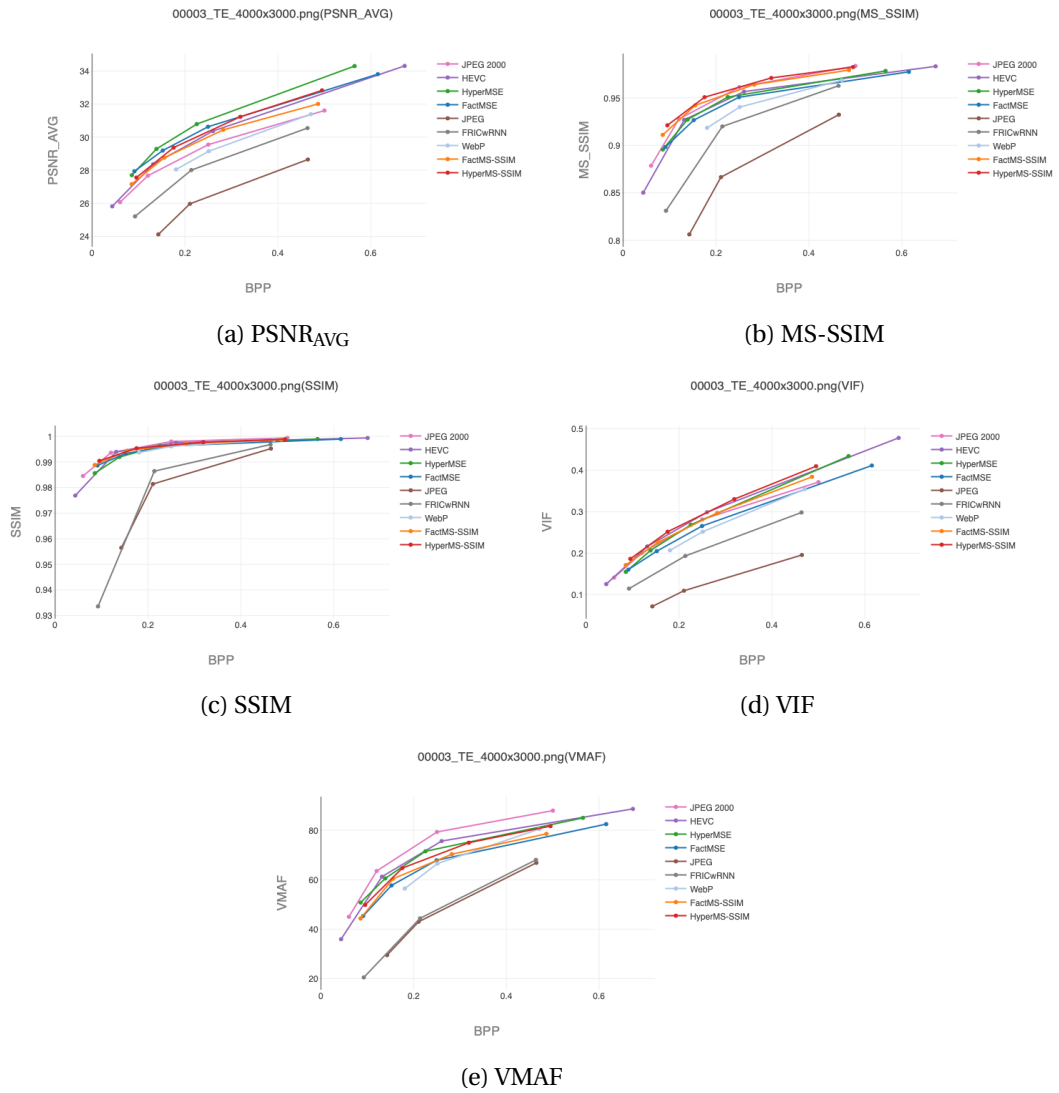 00003_TE_4000x3000.png(PSNR_AVG)
34
32
30
28
26
24
0
0.2
0.4
0.6
PSNR_AVG
BPP
JPEG 2000
HEVC
HyperMSE
FactMSE
JPEG
FRICwRNN
WebP
FactMS-SSIM
HyperMS-SSIM
(a) PSNRAVG
00003_TE_4000x3000.png(MS_SSIM)
0.95
0.9
0.85
0.8
0
0.2
0.4
0.6
MS_SSIM
BPP
JPEG 2000
HEVC
HyperMSE
FactMSE
JPEG
FRICwRNN
WebP
FactMS-SSIM
HyperMS-SSIM
(b) MS-SSIM
00003_TE_4000x3000.png(SSIM)
1
0.99
0.98
0.97
0.96
0.95
0.94
0.93
0
0.2
0.4
0.6
SSIM
BPP
JPEG 2000
HEVC
HyperMSE
FactMSE
JPEG
FRICwRNN
WebP
FactMS-SSIM
HyperMS-SSIM
(c) SSIM
00003_TE_4000x3000.png(VIF)
0.5
0.4
0.3
0.2
0.1
0
0.2
0.4
0.6
VIF
BPP
JPEG 2000
HEVC
HyperMSE
FactMSE
JPEG
FRICwRNN
WebP
FactMS-SSIM
HyperMS-SSIM
(d) VIF
00003_TE_4000x3000.png(VMAF)
80
60
40
20
0
0.2
0.4
0.6
VMAF
BPP
JPEG 2000
HEVC
HyperMSE
FactMSE
JPEG
FRICwRNN
WebP
FactMS-SSIM
HyperMS-SSIM
(e) VMAF